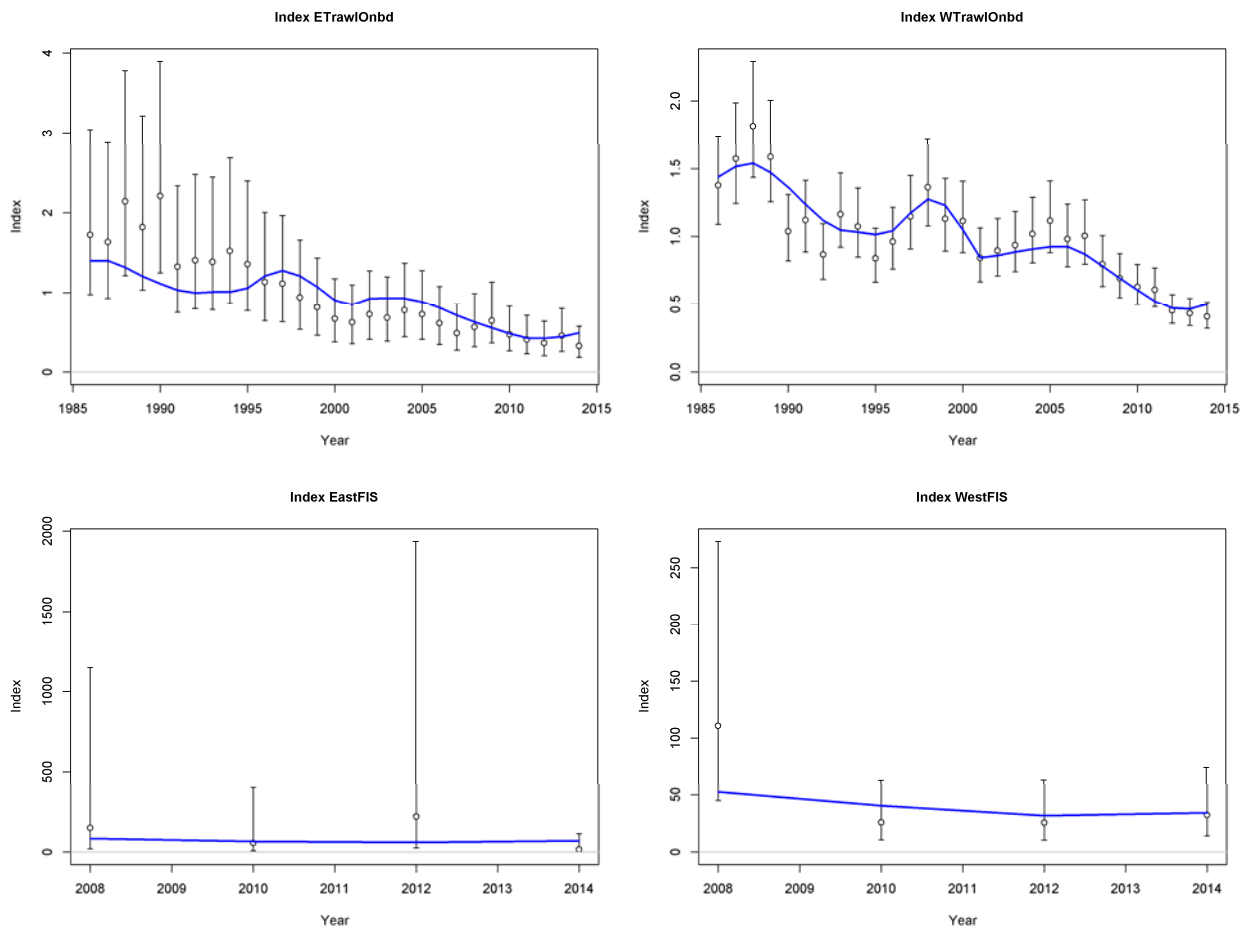 Index ETrawlOnbd
Index
4
3
2
1
0
1985 1990 1995 2000 2005 2010 2015
Year
Index WTrawlOnbd
Index
2.0
1.5
1.0
0.5
0.0
1985 1990 1995 2000 2005 2010 2015
Year
Index EastFIS
Index
2000
1500
1000
500
0
2008 2009 2010 2011 2012 2013 2014
Year
Index WestFIS
Index
250
200
150
100
50
0
2008 2009 2010 2011 2012 2013 2014
Year